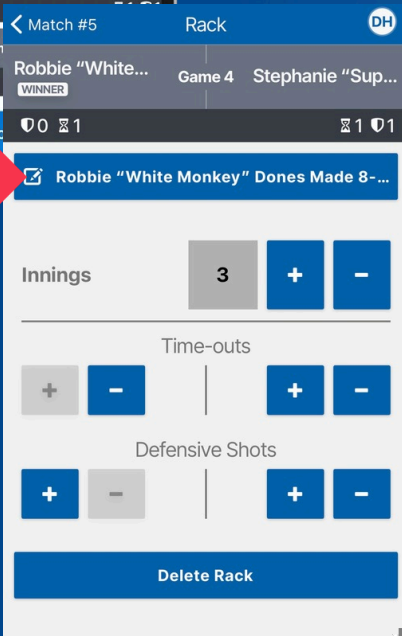 Match #5
Rack
DH
Robbie “White...
WINNER
Game 4
Stephanie “Sup...
0 1
1 1
Robbie “White Monkey” Dones Made 8-...
Innings
3
+
−
Time-outs
+ − + −
Defensive Shots
+ − + −
Delete Rack